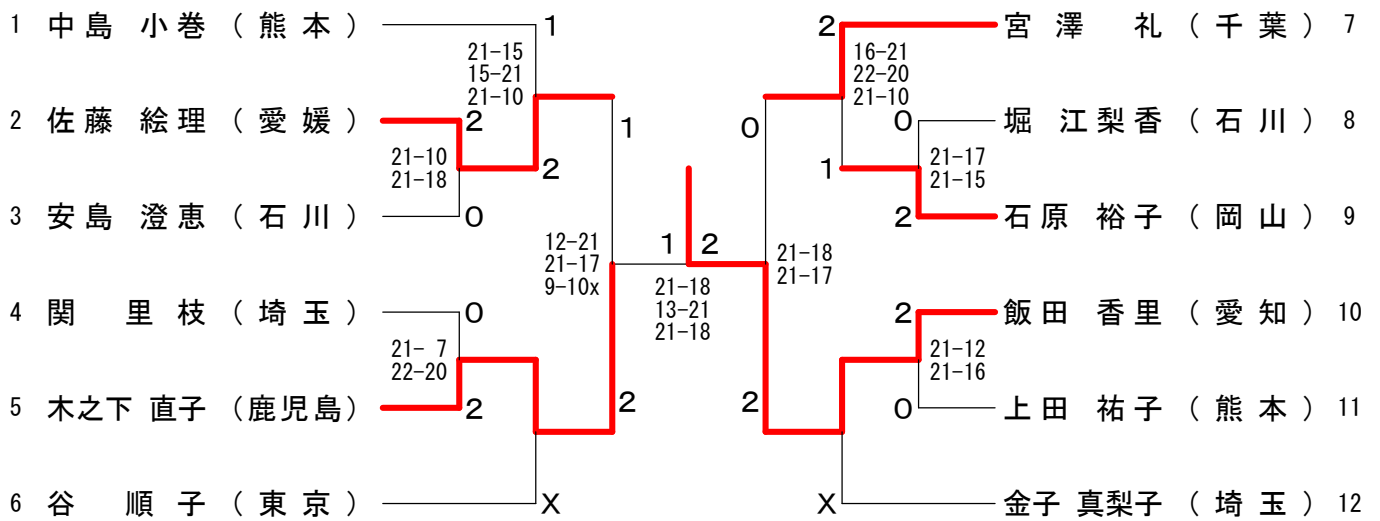 1 中島 小巻 ( 熊本 )
1
21-15
15-21
21-10
2 佐藤 絵理 ( 愛媛 )
2
21-10
21-18
2
1
3 安島 澄恵 ( 石川 )
0
12-21
21-17
9-10x
4 関 里枝 ( 埼玉 )
0
21- 7
22-20
5 木之下 直子 (鹿児島)
2
2
6 谷 順子 ( 東京 )
X
1 2
21-18
13-21
21-18
2
宮澤 礼 ( 千葉 ) 7
16-21
22-20
21-10
0
0
堀 江梨香 ( 石川 ) 8
21-17
21-15
1
2
石原 裕子 ( 岡山 ) 9
21-18
21-17
2
飯田 香里 ( 愛知 ) 10
21-12
21-16
2
0
上田 祐子 ( 熊本 ) 11
X
金子 真梨子 ( 埼玉 ) 12